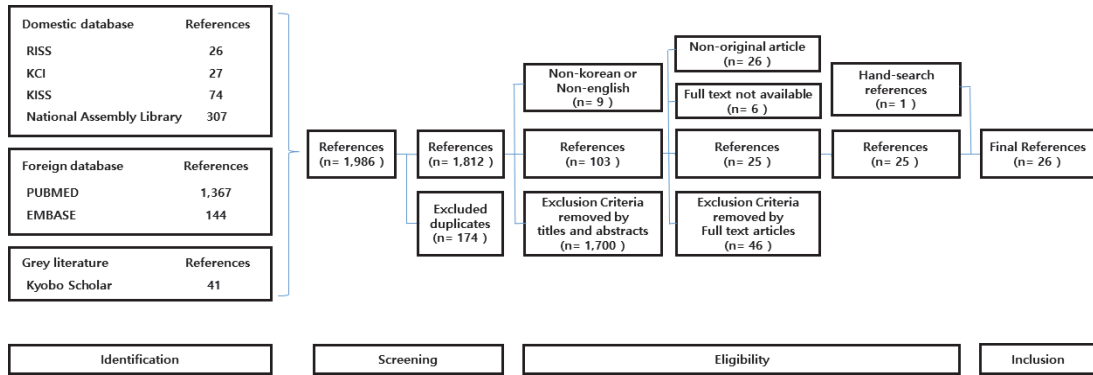 Domestic database References
RISS 26
KCI 27
KISS 74
National Assembly Library 307
Foreign database References
PUBMED 1,367
EMBASE 144
Grey literature References
Kyobo Scholar 41
References
(n= 1,986 )
References
(n= 1,812 )
Excluded
duplicates
(n= 174 )
Non-korean or
Non-english
(n= 9 )
References
(n= 103 )
Exclusion Criteria
removed by
titles and abstracts
(n= 1,700 )
Non-original article
(n= 26 )
Full text not available
(n= 6 )
References
(n= 25 )
Exclusion Criteria
removed by
Full text articles
(n= 46 )
Hand-search
references
(n= 1 )
References
(n= 25 )
Final References
(n= 26 )
Identification
Screening
Eligibility
Inclusion